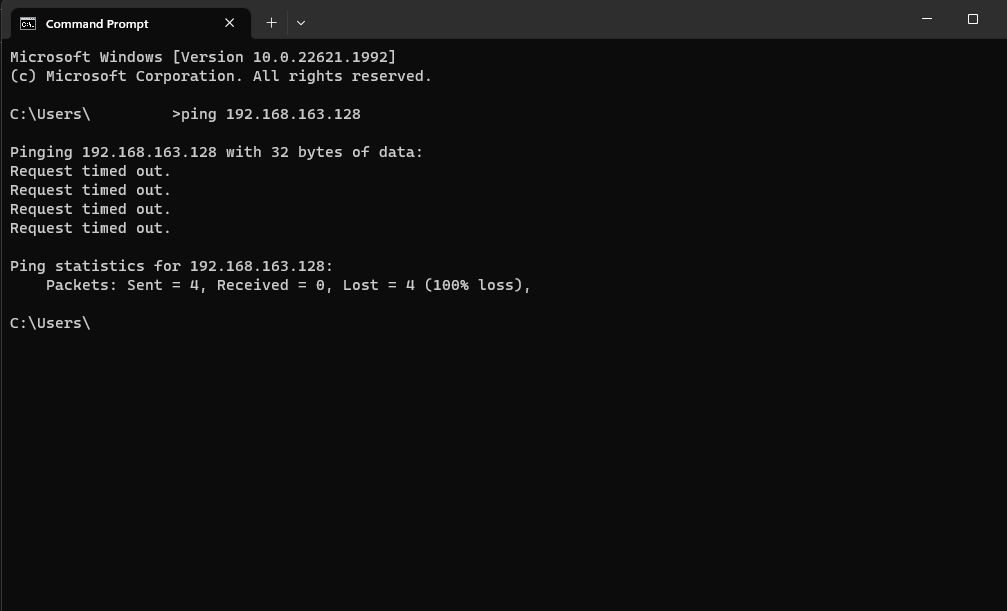 Command Prompt
Microsoft Windows [Version 10.0.22621.1992]
(c) Microsoft Corporation. All rights reserved.
C:\Users\         >ping 192.168.163.128
Pinging 192.168.163.128 with 32 bytes of data:
Request timed out.
Request timed out.
Request timed out.
Request timed out.
Ping statistics for 192.168.163.128:
    Packets: Sent = 4, Received = 0, Lost = 4 (100% loss),
C:\Users\